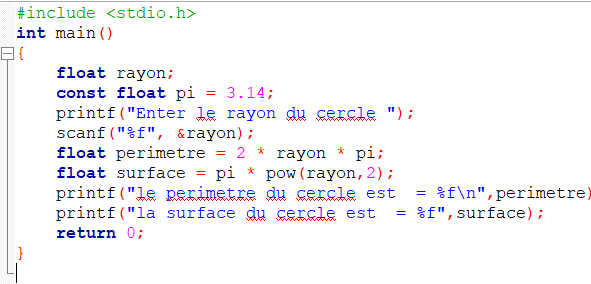 #include <stdio.h>
int main()
{
float rayon;
const float pi = 3.14;
printf("Enter le rayon du cercle ");
scanf("%f", &rayon);
float perimetre = 2 * rayon * pi;
float surface = pi * pow(rayon,2);
printf("le perimetre du cercle est  = %f\n",perimetre)
printf("la surface du cercle est  = %f",surface);
return 0;
}